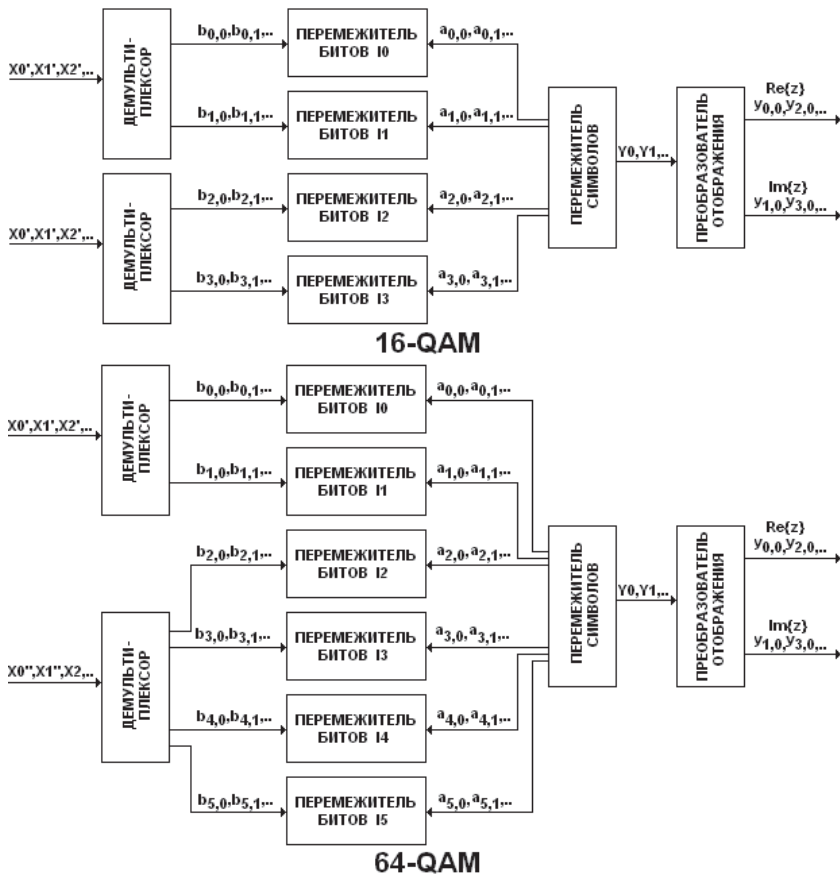 X0',X1',X2',..
ДЕМУЛЬТИ-
ПЛЕКСОР
b0,0,b0,1,..
ПЕРЕМЕЖИТЕЛЬ
БИТОВ I0
a0,0,a0,1,..
b1,0,b1,1,..
ПЕРЕМЕЖИТЕЛЬ
БИТОВ I1
a1,0,a1,1,..
X0',X1',X2',..
ДЕМУЛЬТИ-
ПЛЕКСОР
b2,0,b2,1,..
ПЕРЕМЕЖИТЕЛЬ
БИТОВ I2
a2,0,a2,1,..
b3,0,b3,1,..
ПЕРЕМЕЖИТЕЛЬ
БИТОВ I3
a3,0,a3,1,..
ПЕРЕМЕЖИТЕЛЬ
СИМВОЛОВ
Y0,Y1,..
ПРЕОБРАЗОВАТЕЛЬ
ОТОБРАЖЕНИЯ
Re{z}
y0,0,y2,0,..
Im{z}
y1,0,y3,0,..
16-QAM
X0',X1',X2',..
ДЕМУЛЬТИ-
ПЛЕКСОР
b0,0,b0,1,..
ПЕРЕМЕЖИТЕЛЬ
БИТОВ I0
a0,0,a0,1,..
b1,0,b1,1,..
ПЕРЕМЕЖИТЕЛЬ
БИТОВ I1
a1,0,a1,1,..
X0",X1",X2,..
ДЕМУЛЬТИ-
ПЛЕКСОР
b2,0,b2,1,..
ПЕРЕМЕЖИТЕЛЬ
БИТОВ I2
a2,0,a2,1,..
b3,0,b3,1,..
ПЕРЕМЕЖИТЕЛЬ
БИТОВ I3
a3,0,a3,1,..
b4,0,b4,1,..
ПЕРЕМЕЖИТЕЛЬ
БИТОВ I4
a4,0,a4,1,..
b5,0,b5,1,..
ПЕРЕМЕЖИТЕЛЬ
БИТОВ I5
a5,0,a5,1,..
ПЕРЕМЕЖИТЕЛЬ
СИМВОЛОВ
Y0,Y1,..
ПРЕОБРАЗОВАТЕЛЬ
ОТОБРАЖЕНИЯ
Re{z}
y0,0,y2,0,..
Im{z}
y1,0,y3,0,..
64-QAM